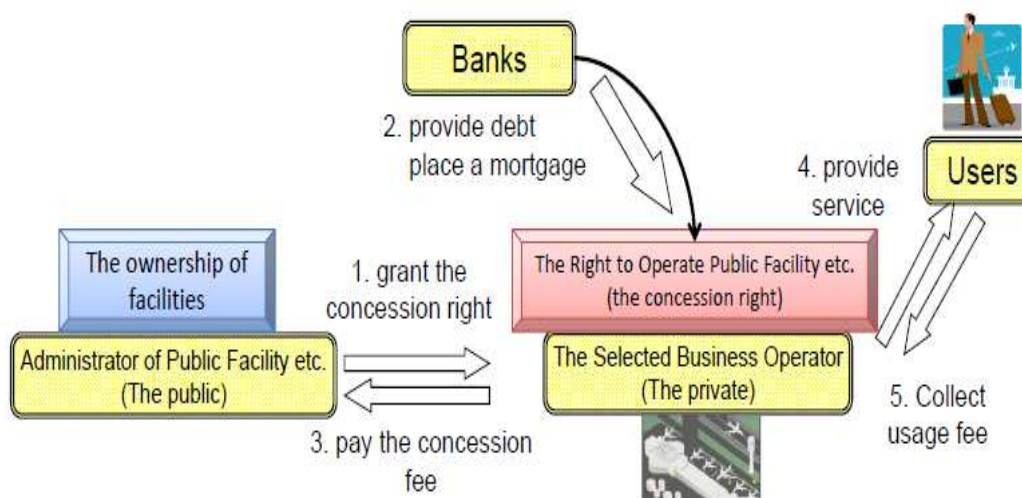 Banks
2. provide debt
place a mortgage
4. provide
service
Users
The ownership of
facilities
1. grant the
concession right
The Right to Operate Public Facility etc.
(the concession right)
Administrator of Public Facility etc.
(The public)
The Selected Business Operator
(The private)
3. pay the concession
fee
5. Collect
usage fee